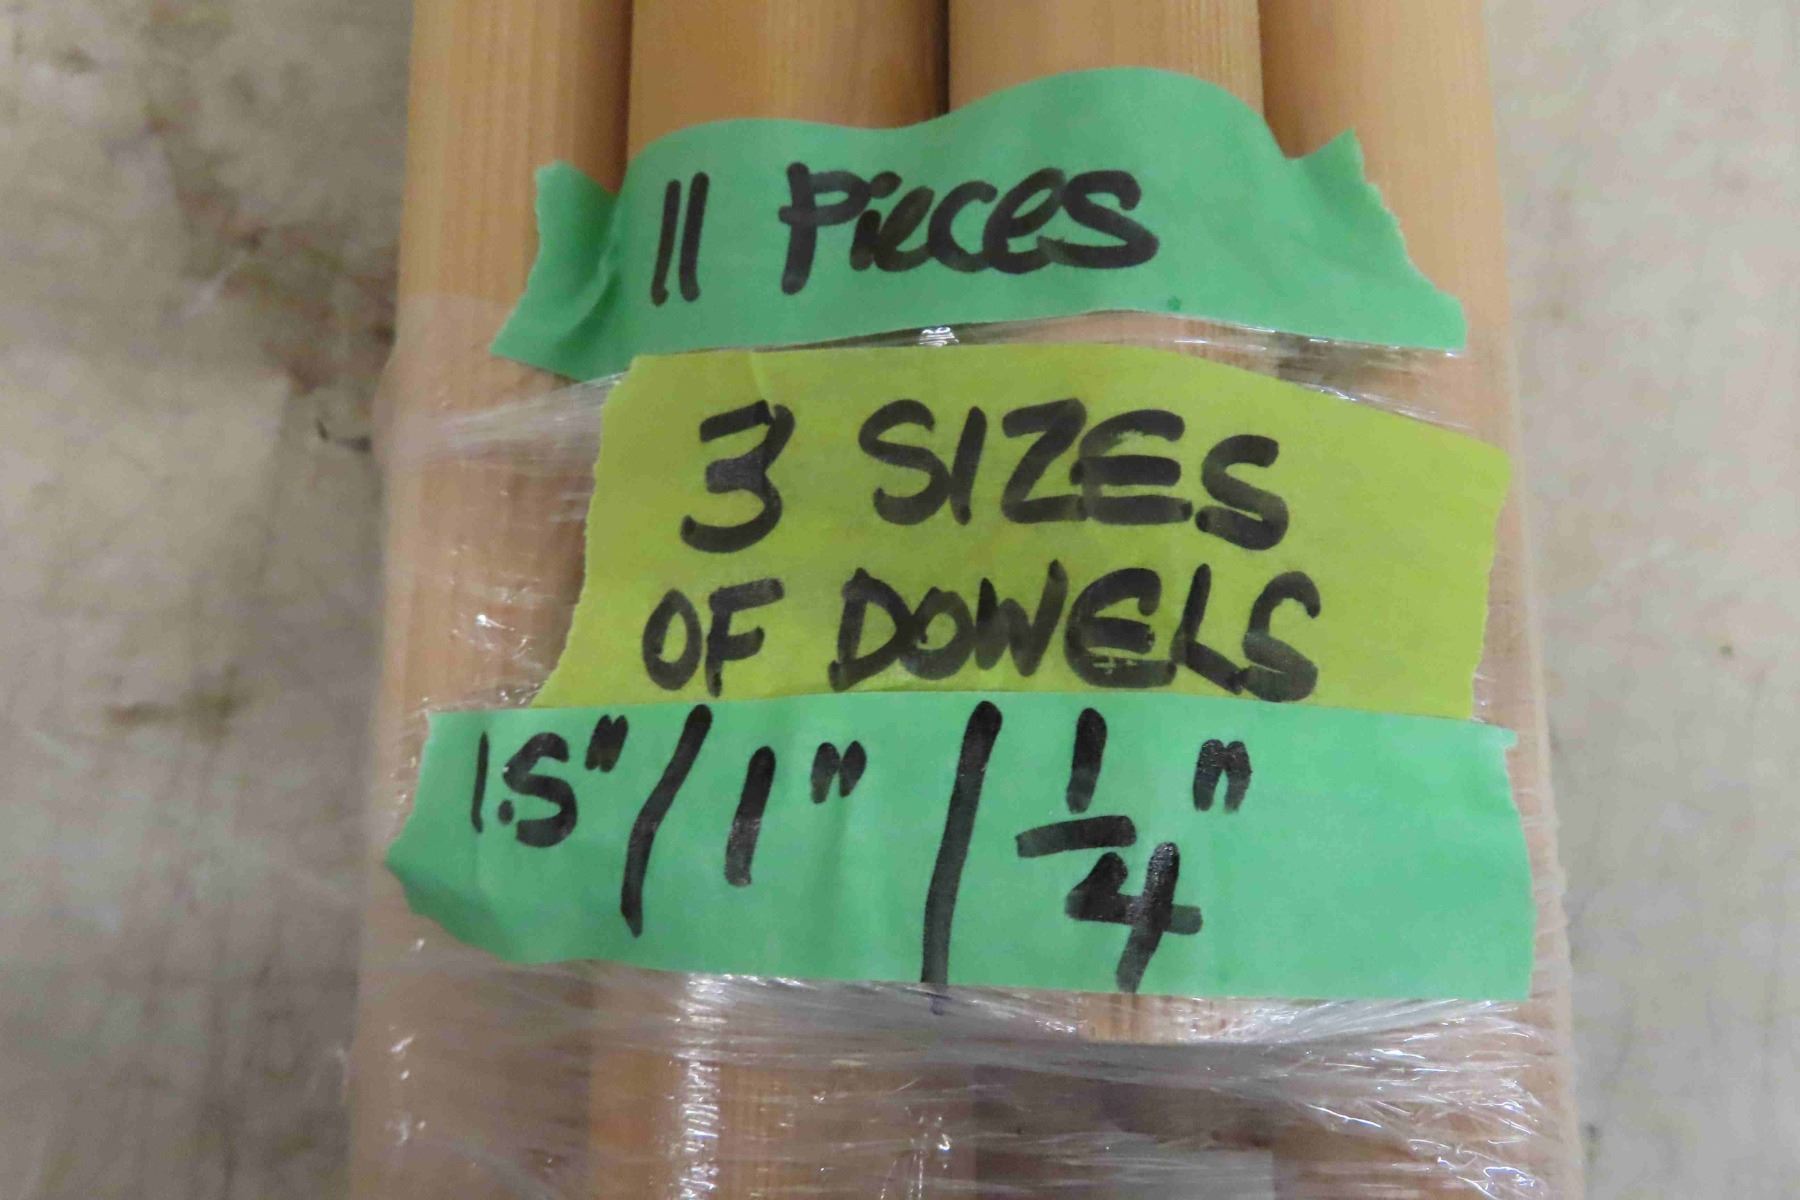 11 Pieces
3 SIZES
OF DOWELS
1.5"/1"/1/4"